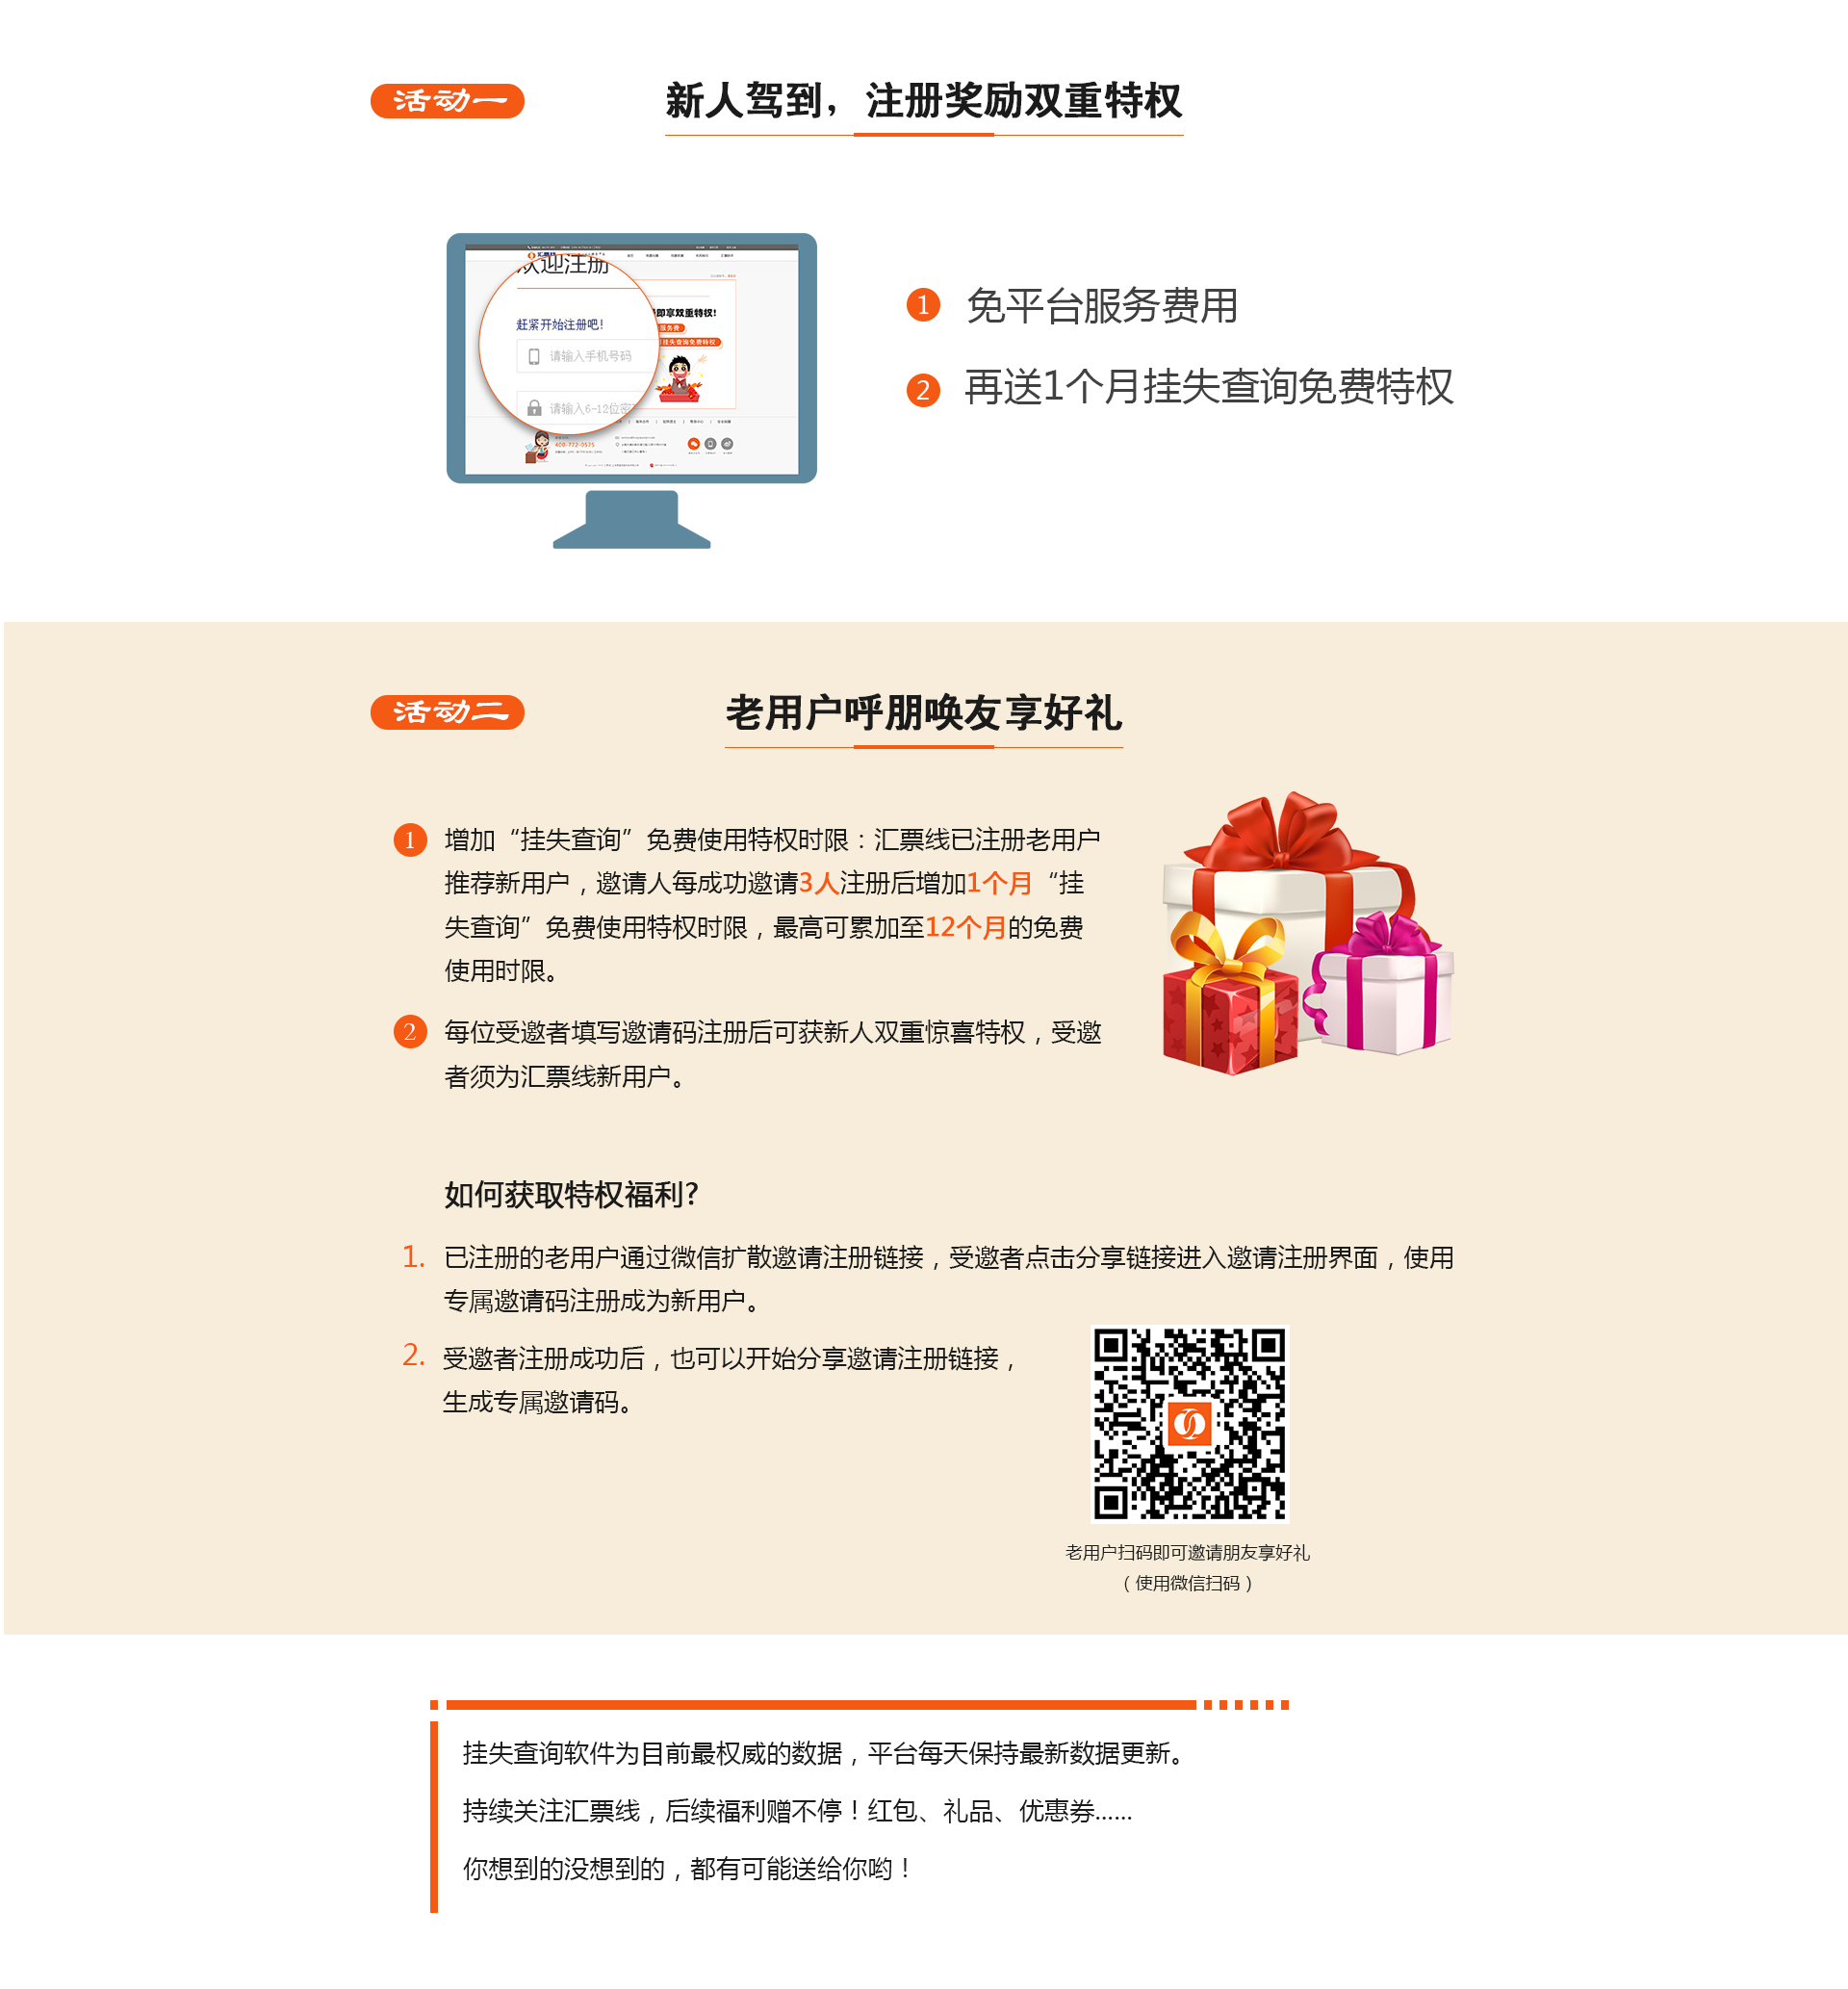 活动一
新人驾到，注册奖励双重特权
欢迎注册
赶紧开始注册吧！
请输入手机号码
请输入6-12位密
即享双重特权！
服务费
挂失查询免费特权
400-772-0575
1 免平台服务费用
2 再送1个月挂失查询免费特权
活动二
老用户呼朋唤友享好礼
1 增加“挂失查询”免费使用特权时限：汇票线已注册老用户
推荐新用户，邀请人每成功邀请3人注册后增加1个月“挂
失查询”免费使用特权时限，最高可累加至12个月的免费
使用时限。
2 每位受邀者填写邀请码注册后可获新人双重惊喜特权，受邀
者须为汇票线新用户。
如何获取特权福利?
1. 已注册的老用户通过微信扩散邀请注册链接，受邀者点击分享链接进入邀请注册界面，使用
专属邀请码注册成为新用户。
2. 受邀者注册成功后，也可以开始分享邀请注册链接，
生成专属邀请码。
老用户扫码即可邀请朋友享好礼
（使用微信扫码）
挂失查询软件为目前最权威的数据，平台每天保持最新数据更新。
持续关注汇票线，后续福利赠不停！红包、礼品、优惠券......
你想到的没想到的，都有可能送给你哟！